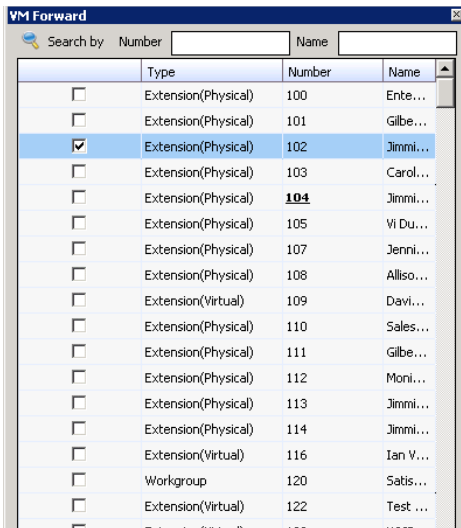 VM Forward
Search by Number Name
Type Number Name
Extension(Physical) 100 Ente...
Extension(Physical) 101 Gilbe...
Extension(Physical) 102 Jimmi...
Extension(Physical) 103 Carol...
Extension(Physical) 104 Jimmi...
Extension(Physical) 105 Vi Du...
Extension(Physical) 107 Jenni...
Extension(Physical) 108 Alliso...
Extension(Virtual) 109 Davi...
Extension(Physical) 110 Sales...
Extension(Physical) 111 Gilbe...
Extension(Physical) 112 Moni...
Extension(Physical) 113 Jimmi...
Extension(Physical) 114 Jimmi...
Extension(Virtual) 116 Ian V...
Workgroup 120 Satis...
Extension(Virtual) 122 Test ...